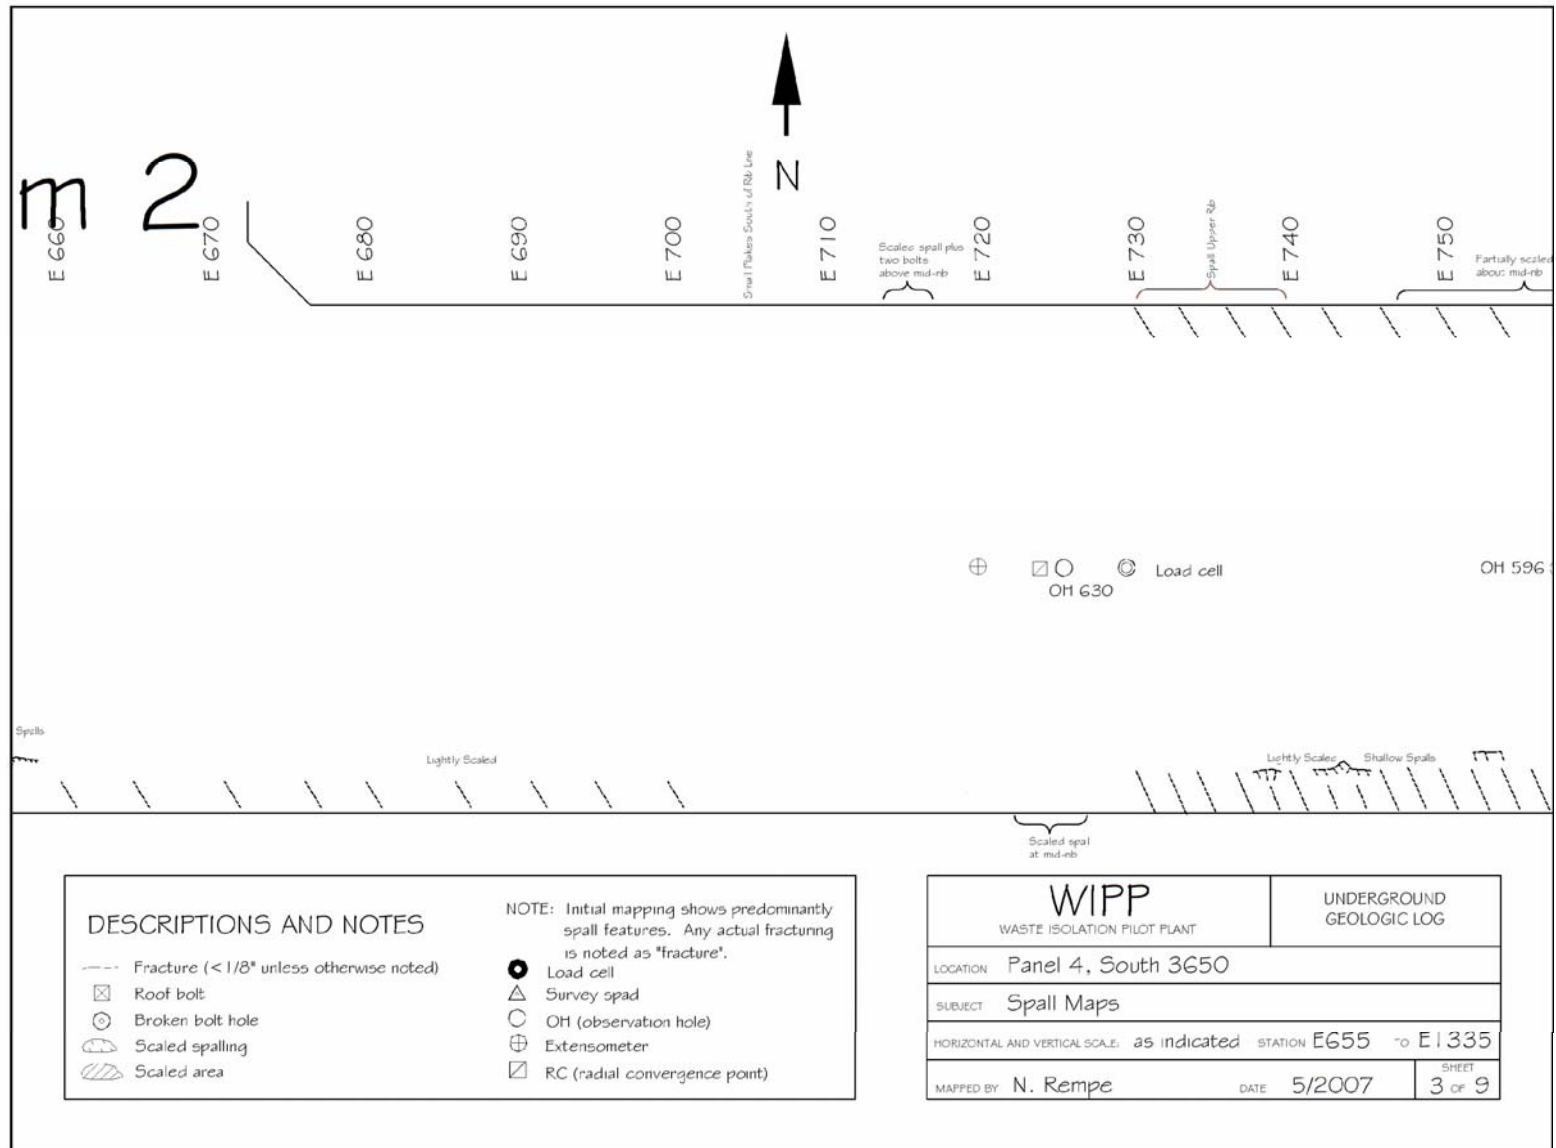 m 2
N
E 660
E 670
E 680
E 690
E 700
Small Flakes South of Rib Line
E 710
Scaled spall plus
two bolts
above mid-rib
E 720
E 730
Spall Upper Rib
E 740
E 750
Partially scaled
about mid-rib
OH 630
Load cell
OH 596
Spalls
Lightly Scaled
Lightly Scaled
Shallow Spalls
Scaled spal
at mid-rib
DESCRIPTIONS AND NOTES
Fracture (<1/8" unless otherwise noted)
Roof bolt
Broken bolt hole
Scaled spalling
Scaled area
NOTE: Initial mapping shows predominantly
spall features. Any actual fracturing
is noted as "fracture".
Load cell
Survey spad
OH (observation hole)
Extensometer
RC (radial convergence point)
WIPP
WASTE ISOLATION PILOT PLANT
UNDERGROUND
GEOLOGIC LOG
LOCATION Panel 4, South 3650
SUBJECT Spall Maps
HORIZONTAL AND VERTICAL SCALE: as indicated STATION E655 TO E1335
MAPPED BY N. Rempe DATE 5/2007
SHEET
3 OF 9